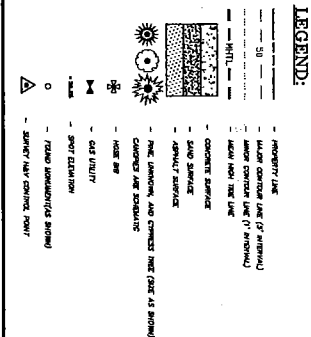 LEGEND:
- PROPERTY LINE
50 - MAJOR CONTOUR LINE (5' INTERVAL)
- MINOR CONTOUR LINE (1' INTERVAL)
MHTL - MEAN HIGH TIDE LINE
- CONCRETE SURFACE
- SAND SURFACE
- ASPHALT SURFACE
- PINE, UNKNOWN, AND CYPRESS TREE (SIZE AS SHOWN)
CANOPIES ARE SCHEMATIC
- HOSE BIB
- GAS UTILITY
- SPOT ELEVATION
- FOUND MONUMENT(AS SHOWN)
- SURVEY CONTROL POINT